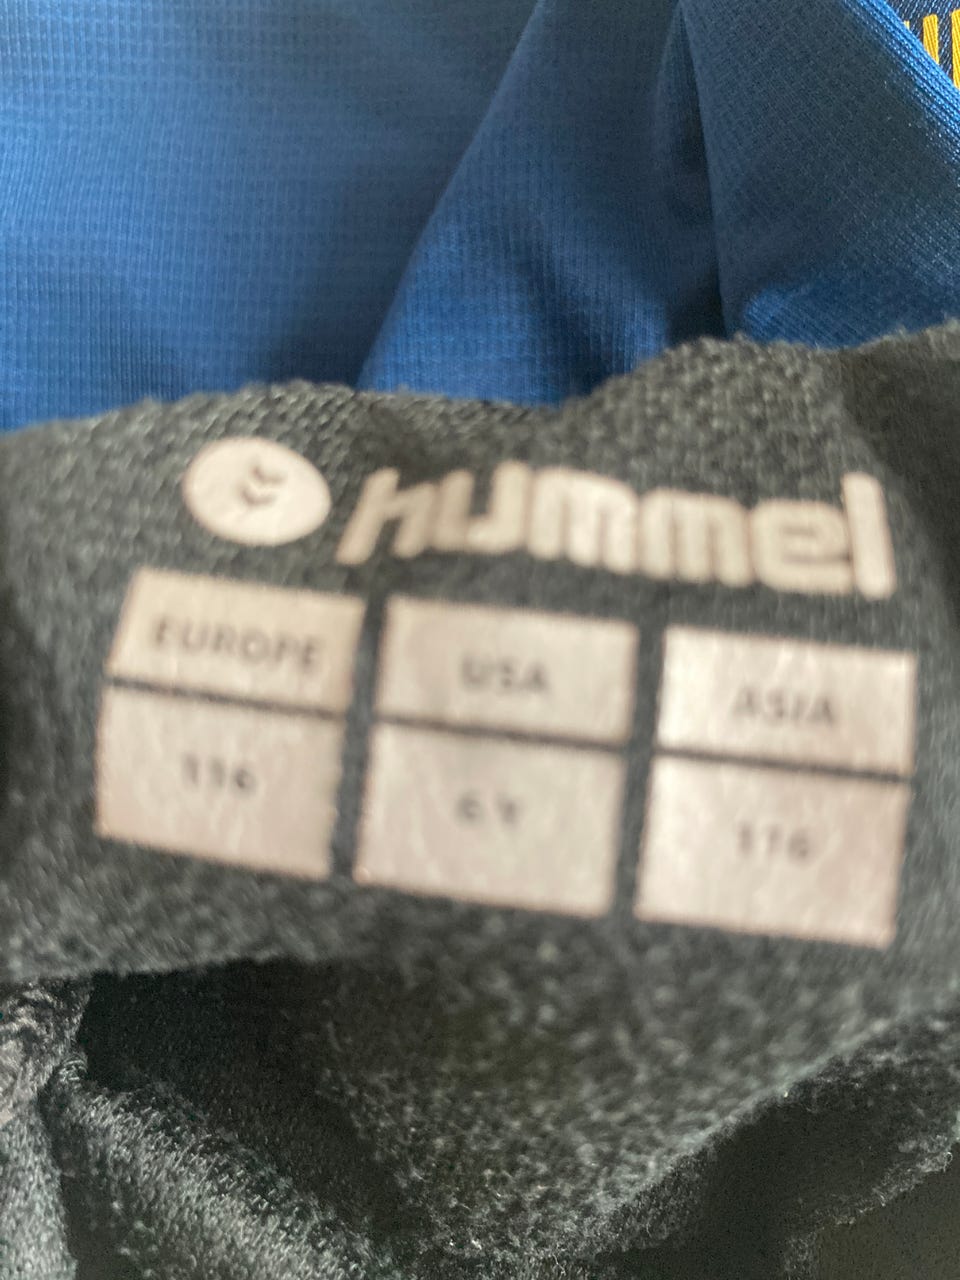 hummel
EUROPE USA ASIA
116 6Y 116